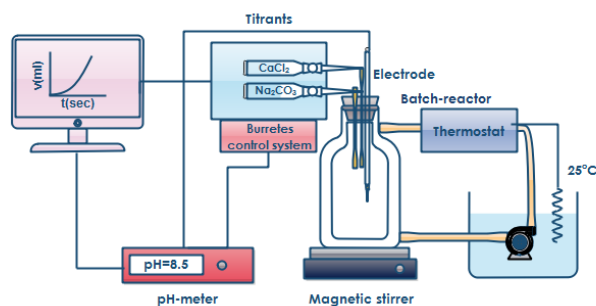 Titrants
v(ml)
t(sec)
CaCl₂
Na₂CO₃
Electrode
Burretes
control system
Batch-reactor
Thermostat
25°C
pH=8.5
pH-meter
Magnetic stirrer